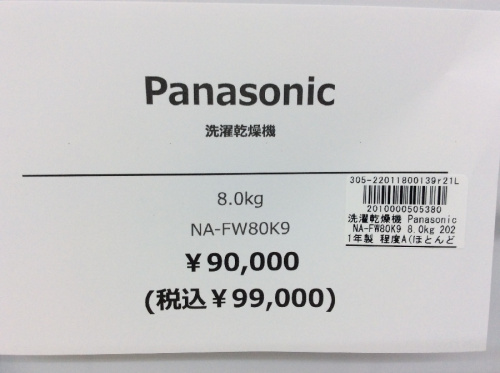 Panasonic
洗濯乾燥機
8.0kg
NA-FW80K9
￥90,000
(税込￥99,000)
305-22011800139r21L
2010000505380
洗濯乾燥機 Panasonic
NA-FW80K9 8.0kg 202
1年製 程度A(ほとんど